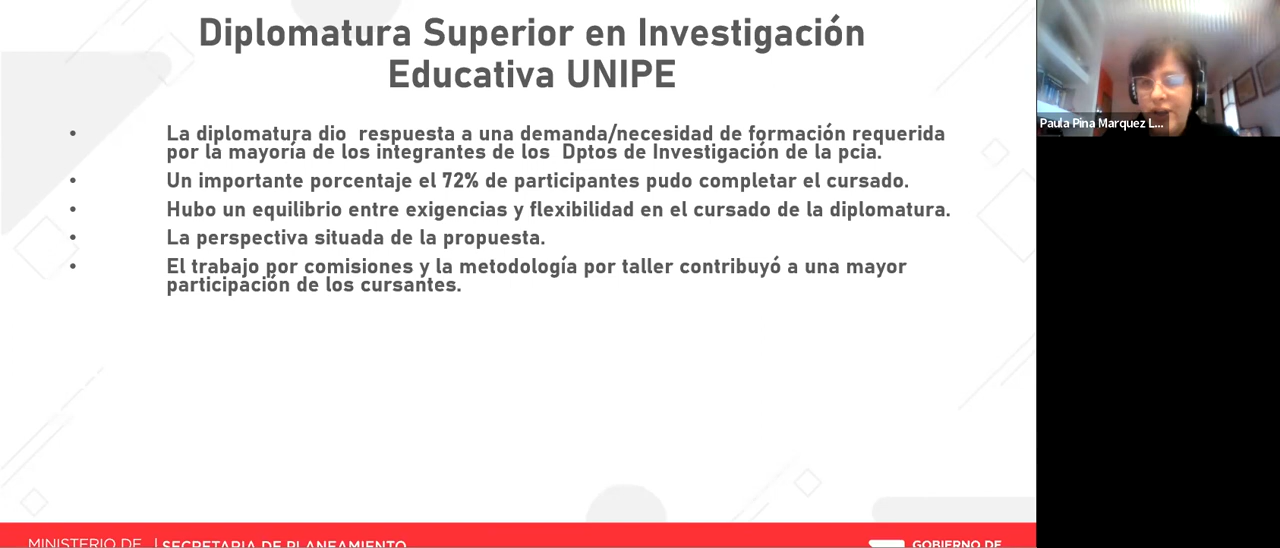 Diplomatura Superior en Investigación
Educativa UNIPE
• La diplomatura dio  respuesta a una demanda/necesidad de formación requerida
por la mayoría de los integrantes de los  Dptos de Investigación de la pcia.
• Un importante porcentaje el 72% de participantes pudo completar el cursado.
• Hubo un equilibrio entre exigencias y flexibilidad en el cursado de la diplomatura.
• La perspectiva situada de la propuesta.
• El trabajo por comisiones y la metodología por taller contribuyó a una mayor
participación de los cursantes.
MINISTERIO DE | SECRETARIA DE PLANEAMIENTO
GOBIERNO DE
Paula Pina Marquez L...